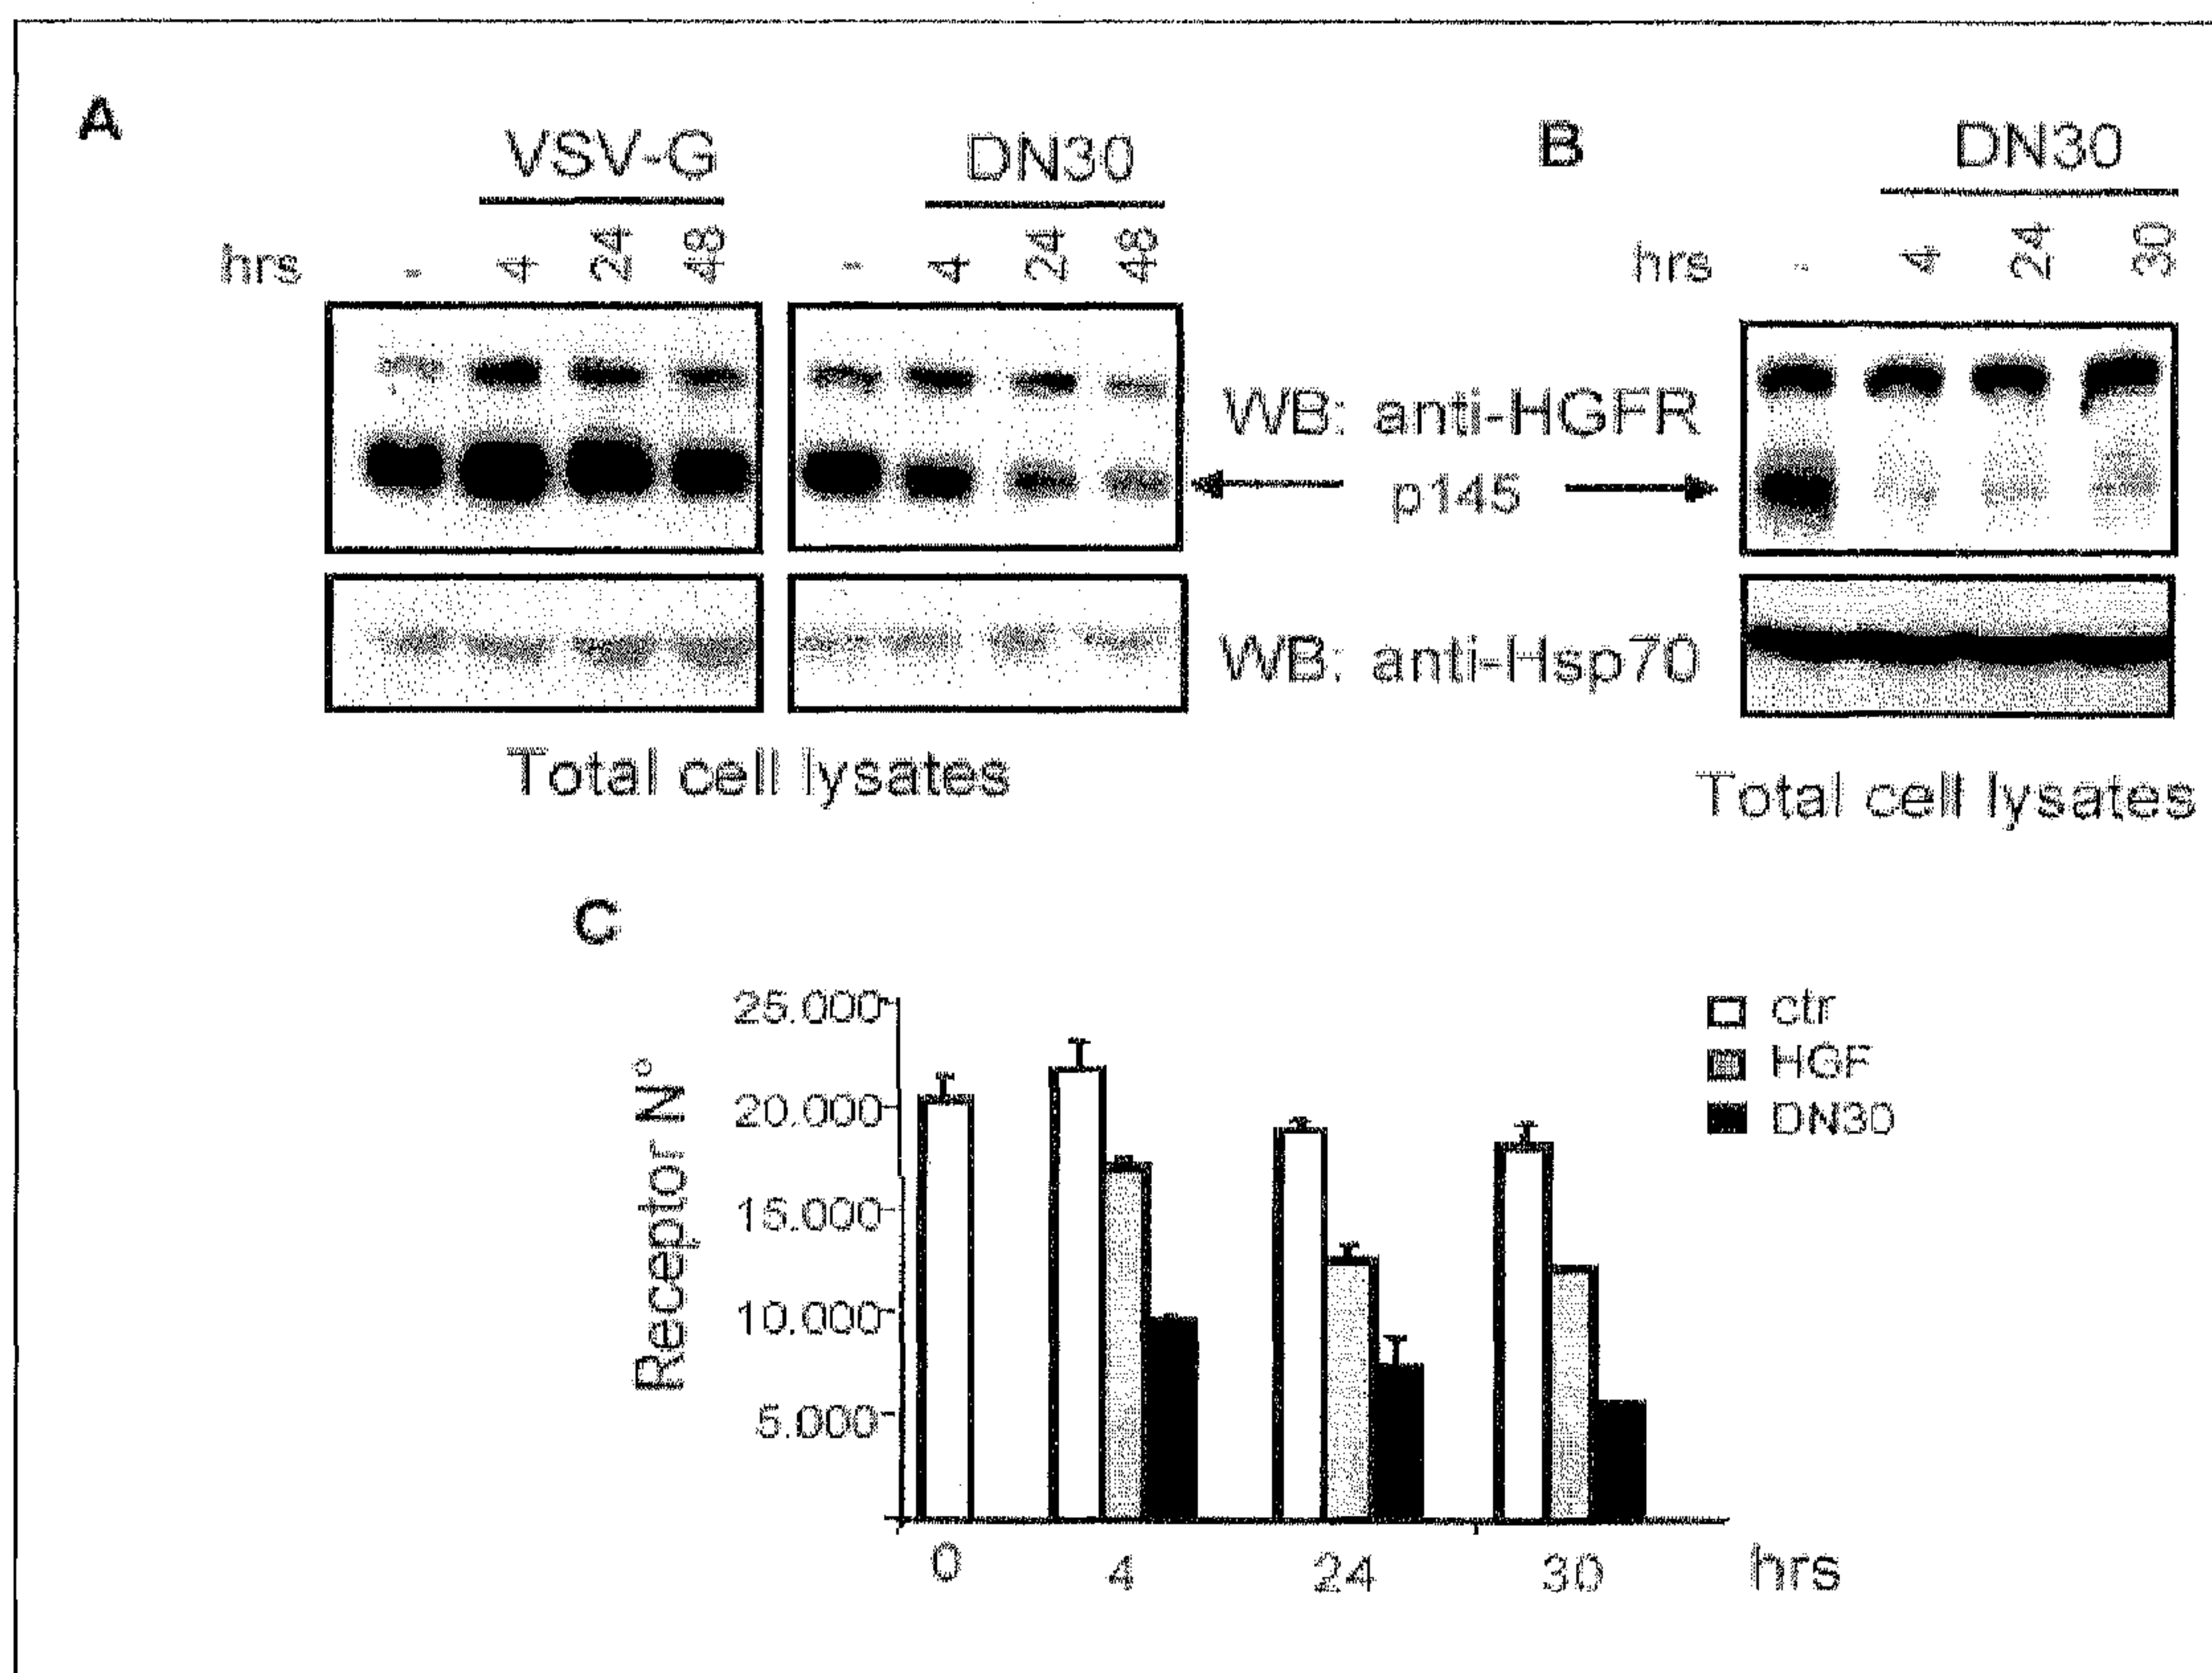 A
VSV-G
DN30
hrs - 4 24 48 - 4 24 48
WB: anti-HGFR
p145
WB: anti-Hsp70
Total cell lysates
B
DN30
hrs - 4 24 30
Total cell lysates
C
Receptor N°
25.000
20.000
15.000
10.000
5.000
0 4 24 30 hrs
ctr
HGF
DN30